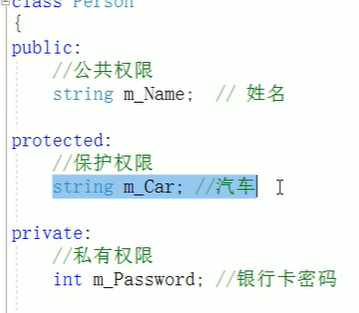 class Person
{
public:
//公共权限
string m_Name;  // 姓名
protected:
//保护权限
string m_Car; //汽车
private:
//私有权限
int m_Password; //银行卡密码